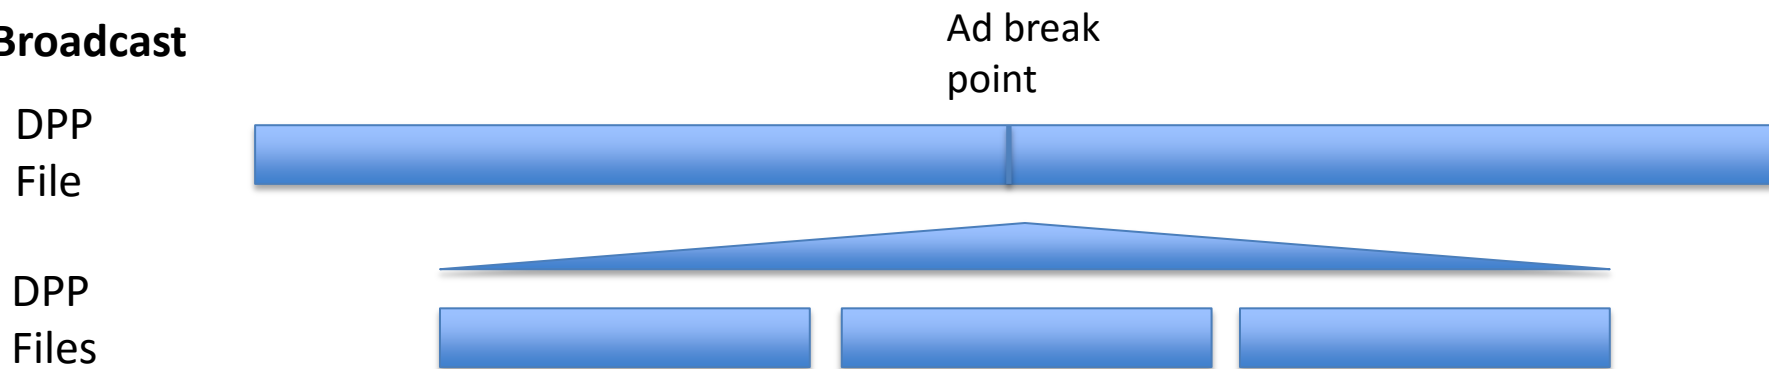 Broadcast
Ad break
point
DPP
File
DPP
Files